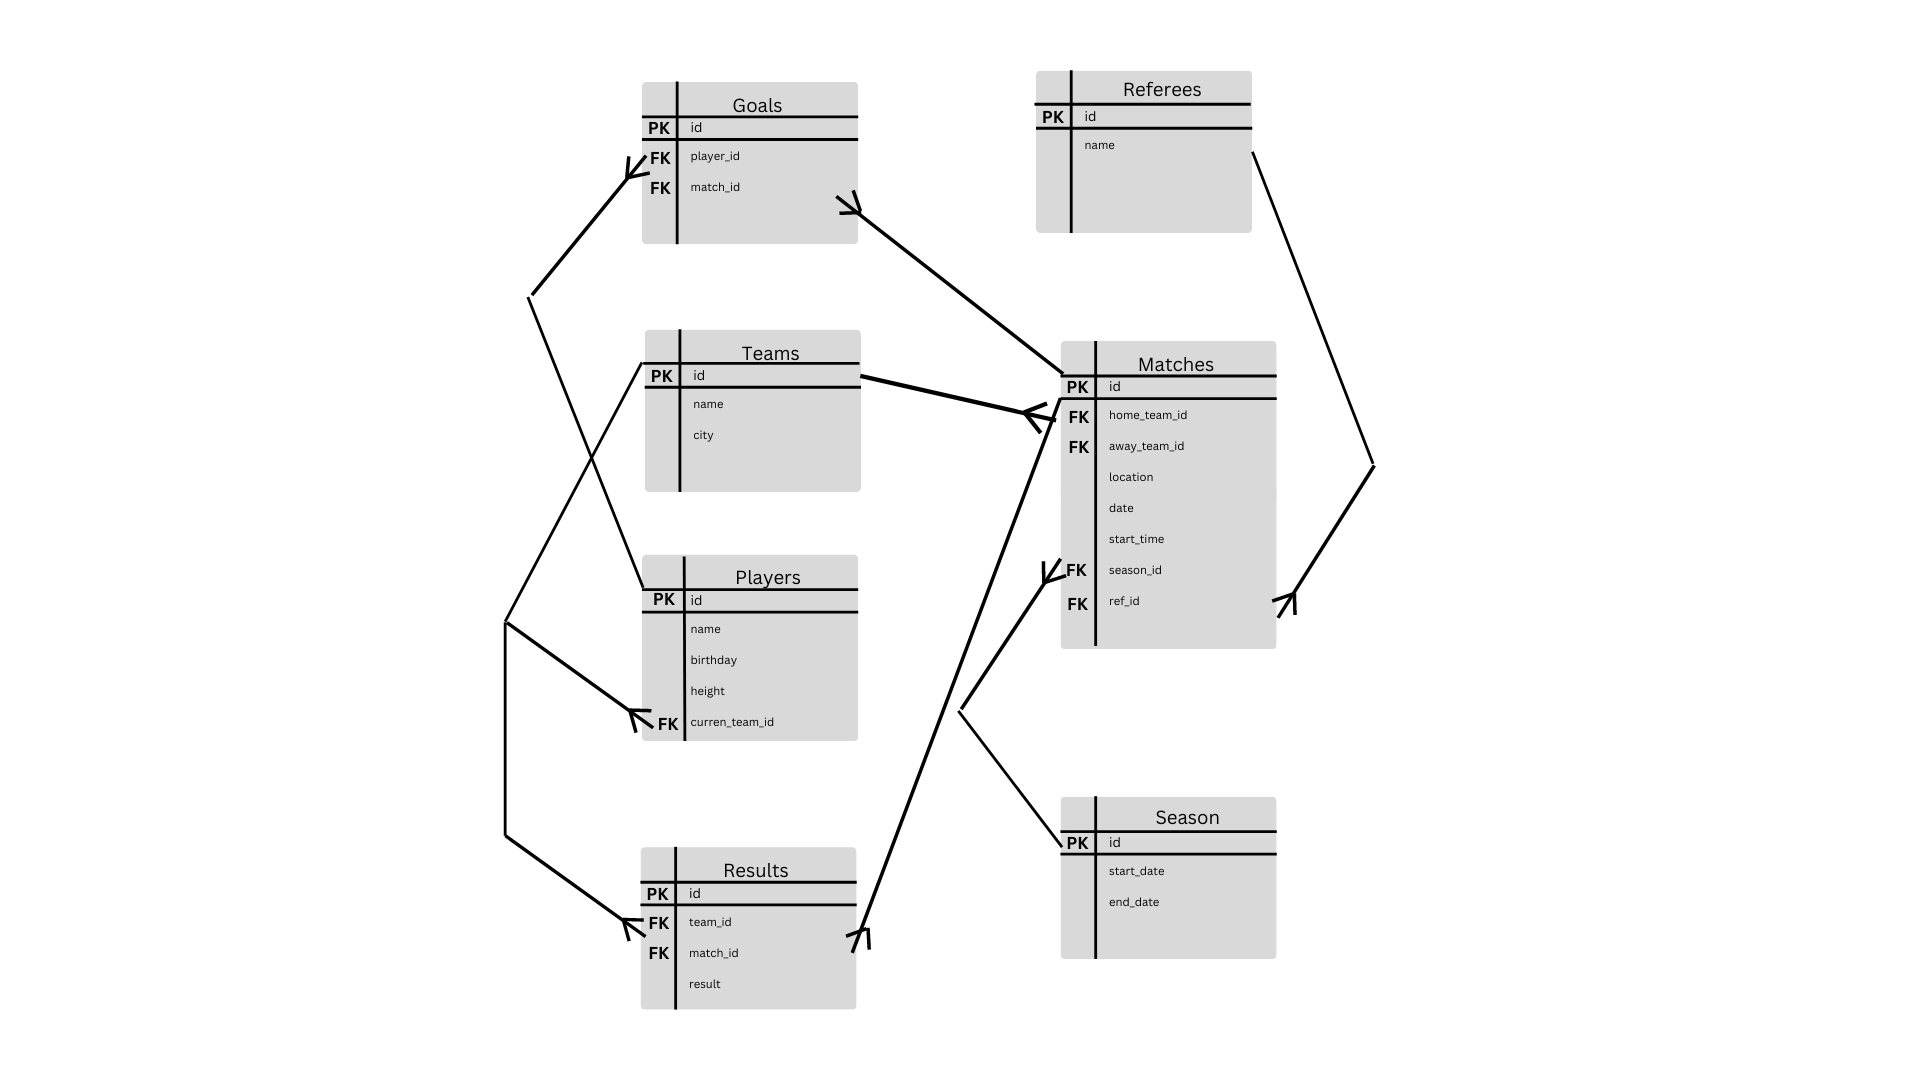 Goals
PK id
FK player_id
FK match_id
Referees
PK id
name
Teams
PK id
name
city
Matches
PK id
FK home_team_id
FK away_team_id
location
date
start_time
FK season_id
FK ref_id
Players
PK id
name
birthday
height
FK curren_team_id
Season
PK id
start_date
end_date
Results
PK id
FK team_id
FK match_id
result